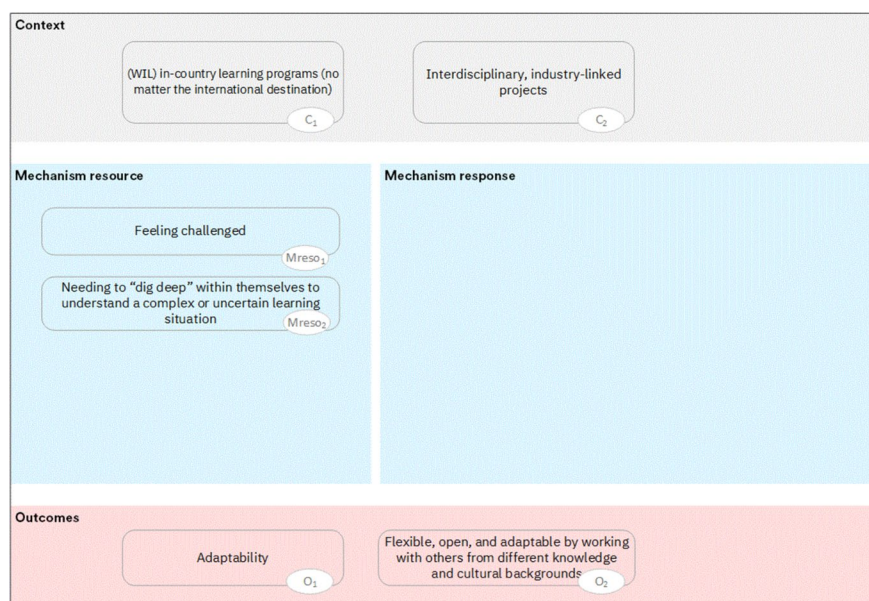 Context
(WIL) in-country learning programs (no
matter the international destination)
C1
Interdisciplinary, industry-linked
projects
C2
Mechanism resource
Mechanism response
Feeling challenged
Mreso1
Needing to “dig deep” within themselves to
understand a complex or uncertain learning
situation
Mreso2
Outcomes
Adaptability
O1
Flexible, open, and adaptable by working
with others from different knowledge
and cultural backgrounds
O2